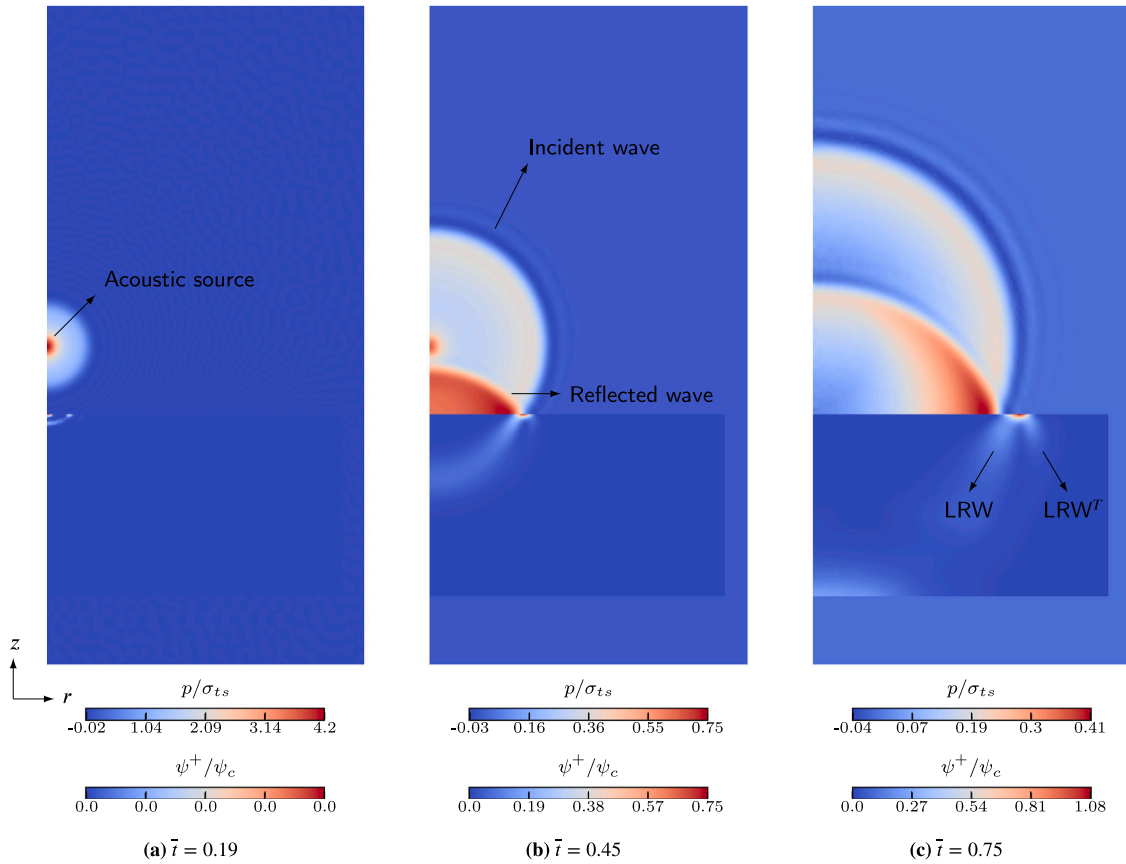 Acoustic source
Incident wave
Reflected wave
LRW
LRW^T
z
r
p/σ_ts
-0.02 1.04 2.09 3.14 4.2
ψ⁺/ψ_c
0.0 0.0 0.0 0.0 0.0
(a) t̄ = 0.19
p/σ_ts
-0.03 0.16 0.36 0.55 0.75
ψ⁺/ψ_c
0.0 0.19 0.38 0.57 0.75
(b) t̄ = 0.45
p/σ_ts
-0.04 0.07 0.19 0.3 0.41
ψ⁺/ψ_c
0.0 0.27 0.54 0.81 1.08
(c) t̄ = 0.75